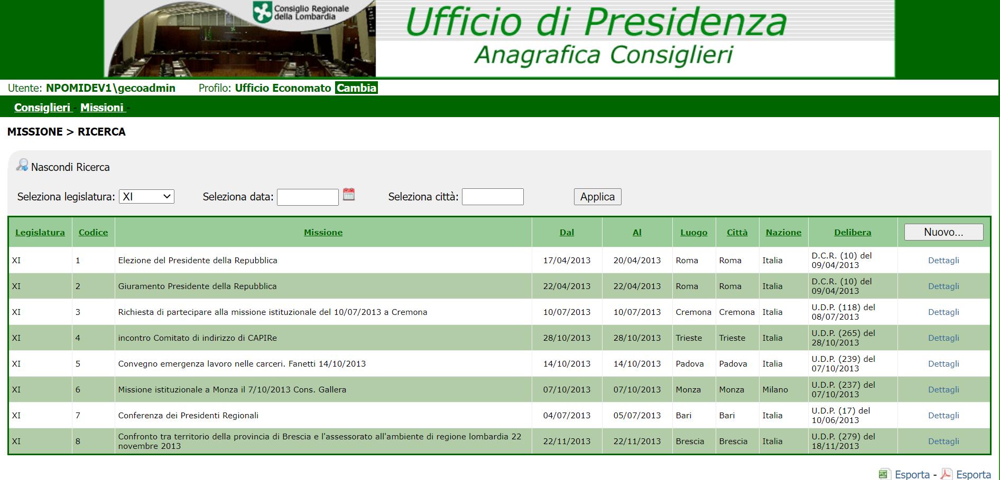 Consiglio Regionale
della Lombardia
Ufficio di Presidenza
Anagrafica Consiglieri
Utente: NPOMIDEV1\gecoadmin Profilo: Ufficio Economato Cambia
Consiglieri - Missioni -
MISSIONE > RICERCA
Nascondi Ricerca
Seleziona legislatura: XI Seleziona data: Seleziona città: Applica
Legislatura Codice Missione Dal Al Luogo Città Nazione Delibera Nuovo...
XI 1 Elezione del Presidente della Repubblica 17/04/2013 20/04/2013 Roma Roma Italia D.C.R. (10) del
09/04/2013 Dettagli
XI 2 Giuramento Presidente della Repubblica 22/04/2013 22/04/2013 Roma Roma Italia D.C.R. (10) del
09/04/2013 Dettagli
XI 3 Richiesta di partecipare alla missione istituzionale del 10/07/2013 a Cremona 10/07/2013 10/07/2013 Cremona Cremona Italia U.D.P. (118) del
08/07/2013 Dettagli
XI 4 incontro Comitato di indirizzo di CAPIRe 28/10/2013 28/10/2013 Trieste Trieste Italia U.D.P. (265) del
28/10/2013 Dettagli
XI 5 Convegno emergenza lavoro nelle carceri. Fanetti 14/10/2013 14/10/2013 14/10/2013 Padova Padova Italia U.D.P. (239) del
07/10/2013 Dettagli
XI 6 Missione istituzionale a Monza il 7/10/2013 Cons. Gallera 07/10/2013 07/10/2013 Monza Monza Milano U.D.P. (237) del
07/10/2013 Dettagli
XI 7 Conferenza dei Presidenti Regionali 04/07/2013 05/07/2013 Bari Bari Italia U.D.P. (17) del
10/06/2013 Dettagli
XI 8 Confronto tra territorio della provincia di Brescia e l'assessorato all'ambiente di regione lombardia 22
novembre 2013 22/11/2013 22/11/2013 Brescia Brescia Italia U.D.P. (279) del
18/11/2013 Dettagli
Esporta - Esporta